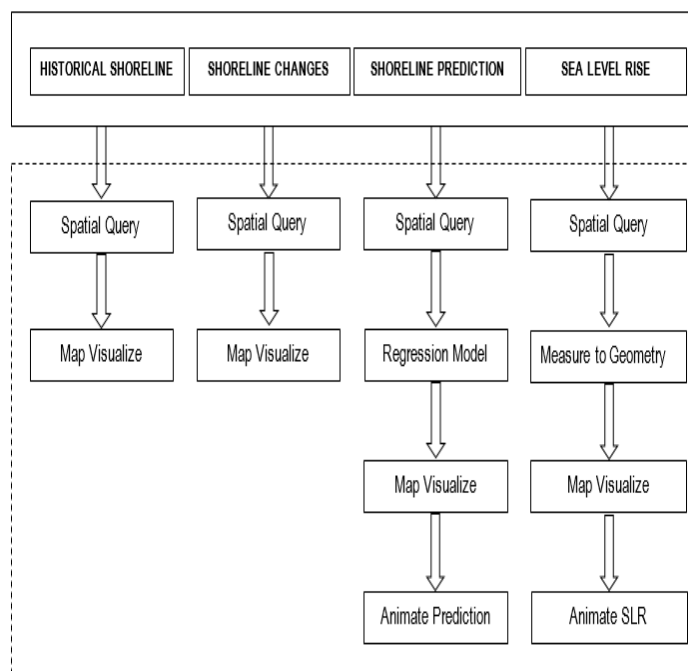 HISTORICAL SHORELINE
SHORELINE CHANGES
SHORELINE PREDICTION
SEA LEVEL RISE
Spatial Query
Spatial Query
Spatial Query
Spatial Query
Map Visualize
Map Visualize
Regression Model
Measure to Geometry
Map Visualize
Map Visualize
Animate Prediction
Animate SLR